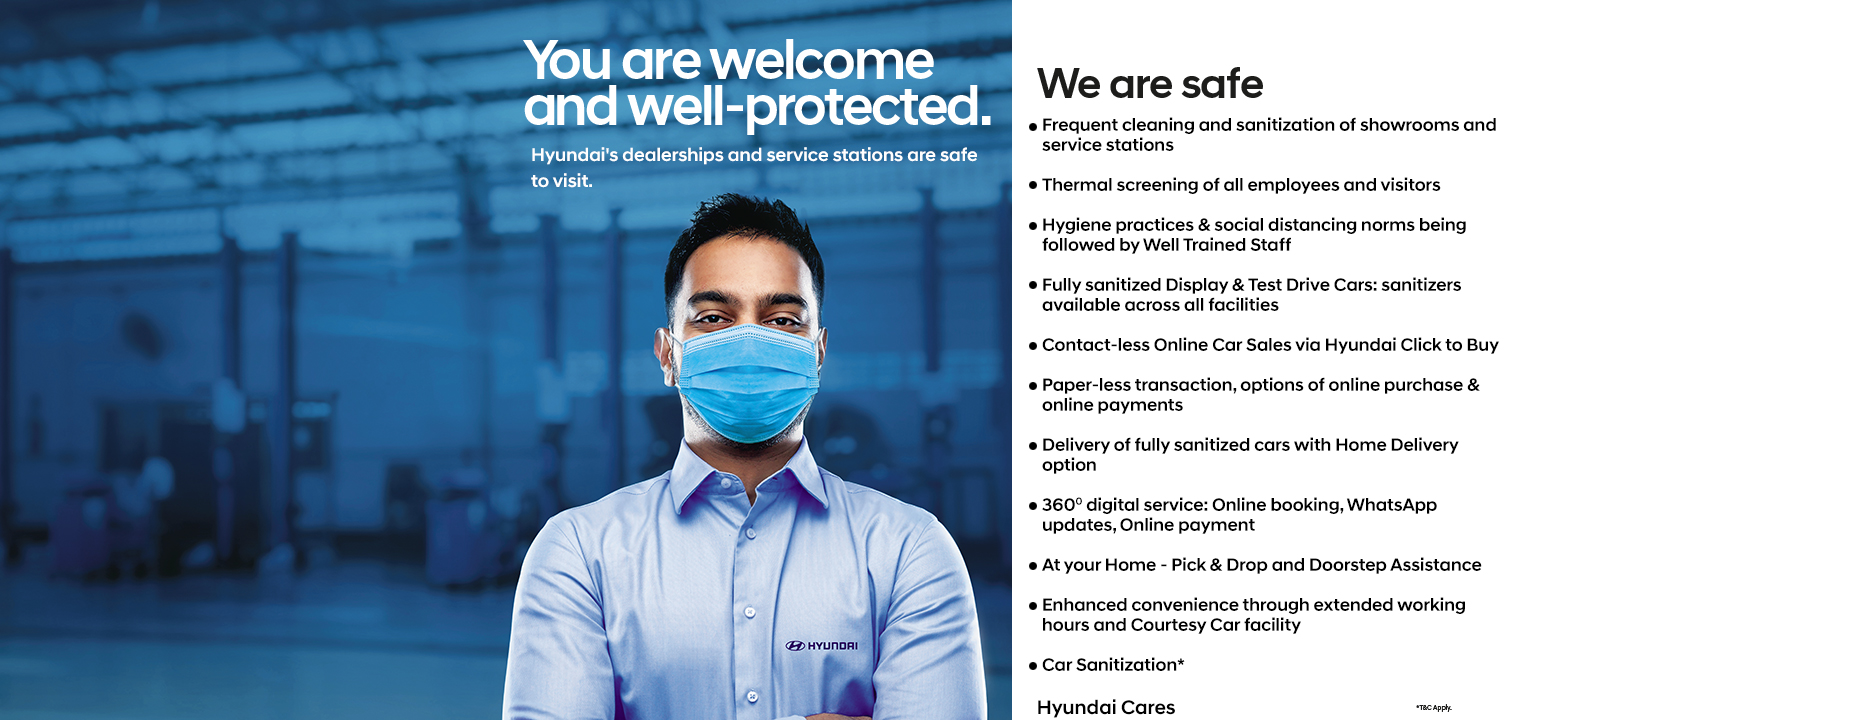 You are welcome
and well-protected.
Hyundai's dealerships and service stations are safe
to visit.
HYUNDAI
We are safe
• Frequent cleaning and sanitization of showrooms and
service stations
• Thermal screening of all employees and visitors
• Hygiene practices & social distancing norms being
followed by Well Trained Staff
• Fully sanitized Display & Test Drive Cars: sanitizers
available across all facilities
• Contact-less Online Car Sales via Hyundai Click to Buy
• Paper-less transaction, options of online purchase &
online payments
• Delivery of fully sanitized cars with Home Delivery
option
• 360⁰ digital service: Online booking, WhatsApp
updates, Online payment
• At your Home - Pick & Drop and Doorstep Assistance
• Enhanced convenience through extended working
hours and Courtesy Car facility
• Car Sanitization*
Hyundai Cares
*T&C Apply.